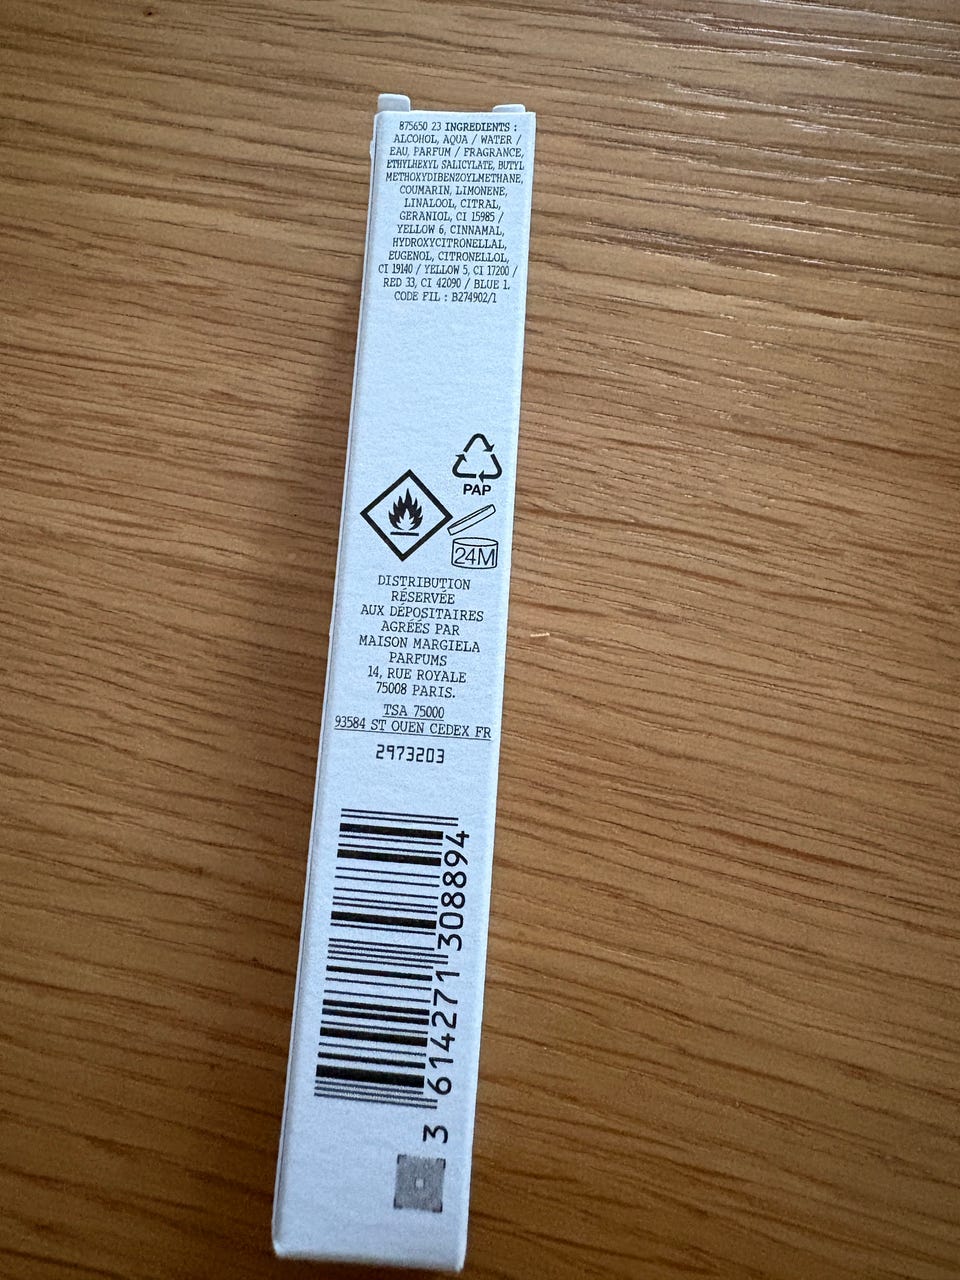 875650 23 INGREDIENTS :
ALCOHOL, AQUA / WATER /
EAU, PARFUM / FRAGRANCE,
ETHYLHEXYL SALICYLATE, BUTYL
METHOXYDIBENZOYLMETHANE,
COUMARIN, LIMONENE,
LINALOOL, CITRAL,
GERANIOL, CI 15985 /
YELLOW 6, CINNAMAL,
HYDROXYCITRONELLAL,
EUGENOL, CITRONELLOL,
CI 19140 / YELLOW 5, CI 17200 /
RED 33, CI 42090 / BLUE 1.
CODE FIL : B274902/1
PAP
24M
DISTRIBUTION
RÉSERVÉE
AUX DÉPOSITAIRES
AGRÉÉS PAR
MAISON MARGIELA
PARFUMS
14, RUE ROYALE
75008 PARIS.
TSA 75000
93584 ST OUEN CEDEX FR
2973203
3 614271 308894